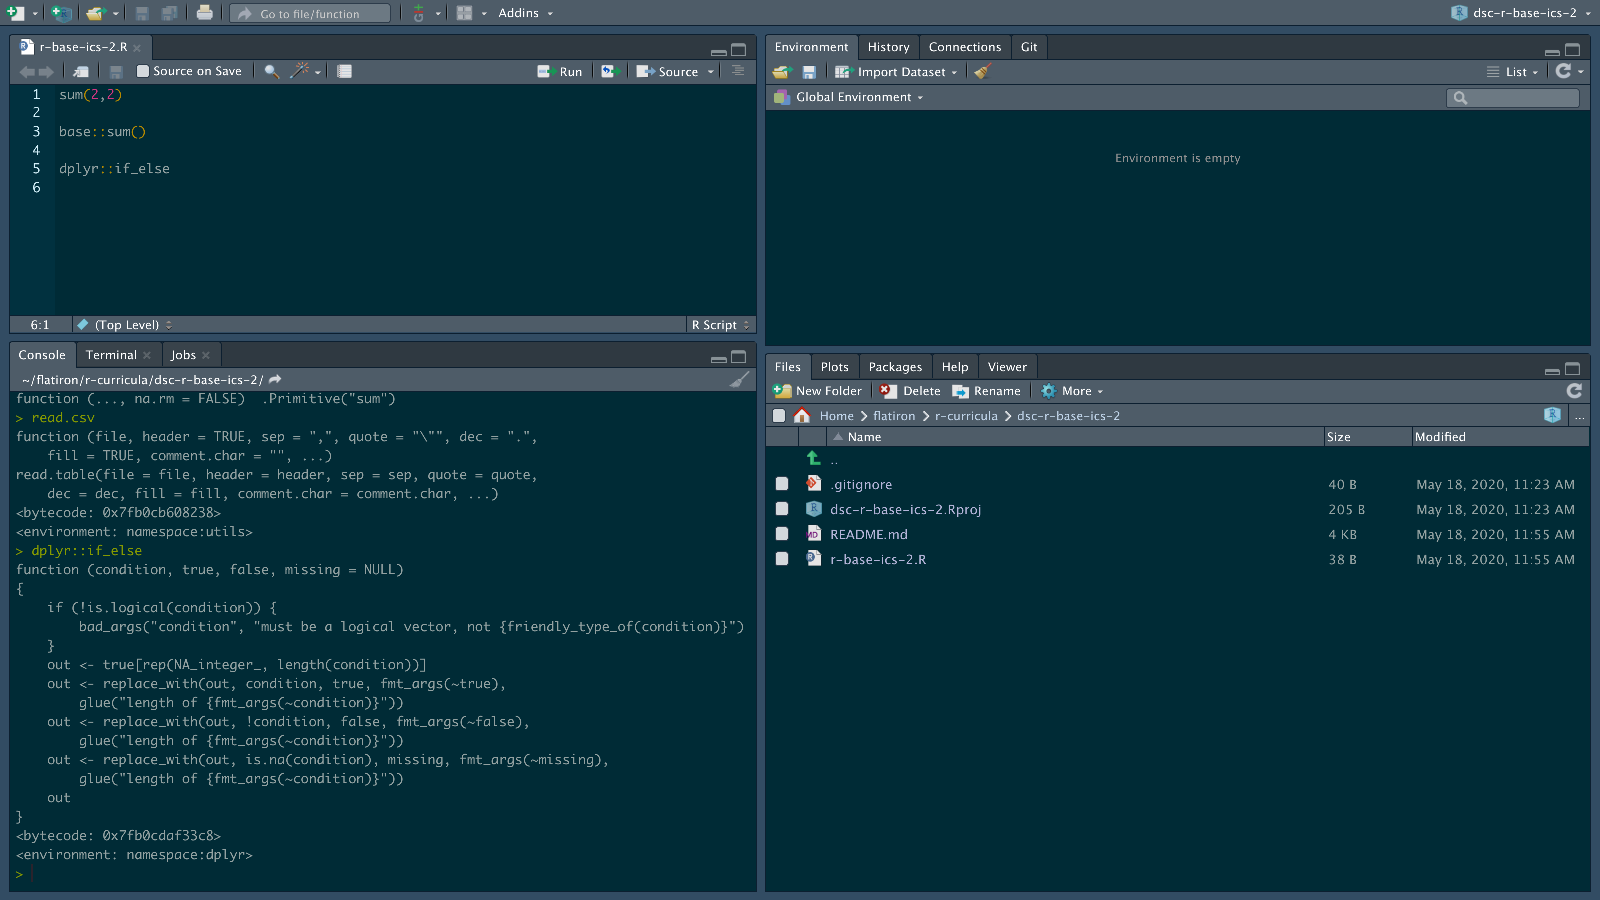 Go to file/function
Addins
dsc-r-base-ics-2
r-base-ics-2.R
Source on Save
Run
Source
1 sum(2,2)
2
3 base::sum()
4
5 dplyr::if_else
6
6:1
(Top Level)
R Script
Console
Terminal
Jobs
~/flatiron/r-curricula/dsc-r-base-ics-2/
function (..., na.rm = FALSE)  .Primitive("sum")
> read.csv
function (file, header = TRUE, sep = ",", quote = "\"", dec = ".",
    fill = TRUE, comment.char = "", ...)
read.table(file = file, header = header, sep = sep, quote = quote,
    dec = dec, fill = fill, comment.char = comment.char, ...)
<bytecode: 0x7fb0cb608238>
<environment: namespace:utils>
> dplyr::if_else
function (condition, true, false, missing = NULL)
{
    if (!is.logical(condition)) {
        bad_args("condition", "must be a logical vector, not {friendly_type_of(condition)}")
    }
    out <- true[rep(NA_integer_, length(condition))]
    out <- replace_with(out, condition, true, fmt_args(~true),
        glue("length of {fmt_args(~condition)}"))
    out <- replace_with(out, !condition, false, fmt_args(~false),
        glue("length of {fmt_args(~condition)}"))
    out <- replace_with(out, is.na(condition), missing, fmt_args(~missing),
        glue("length of {fmt_args(~condition)}"))
    out
}
<bytecode: 0x7fb0cdaf33c8>
<environment: namespace:dplyr>
>
Environment
History
Connections
Git
Import Dataset
List
Global Environment
Environment is empty
Files
Plots
Packages
Help
Viewer
New Folder
Delete
Rename
More
Home > flatiron > r-curricula > dsc-r-base-ics-2
...
Name Size Modified
..
.gitignore 40 B May 18, 2020, 11:23 AM
dsc-r-base-ics-2.Rproj 205 B May 18, 2020, 11:23 AM
README.md 4 KB May 18, 2020, 11:55 AM
r-base-ics-2.R 38 B May 18, 2020, 11:55 AM